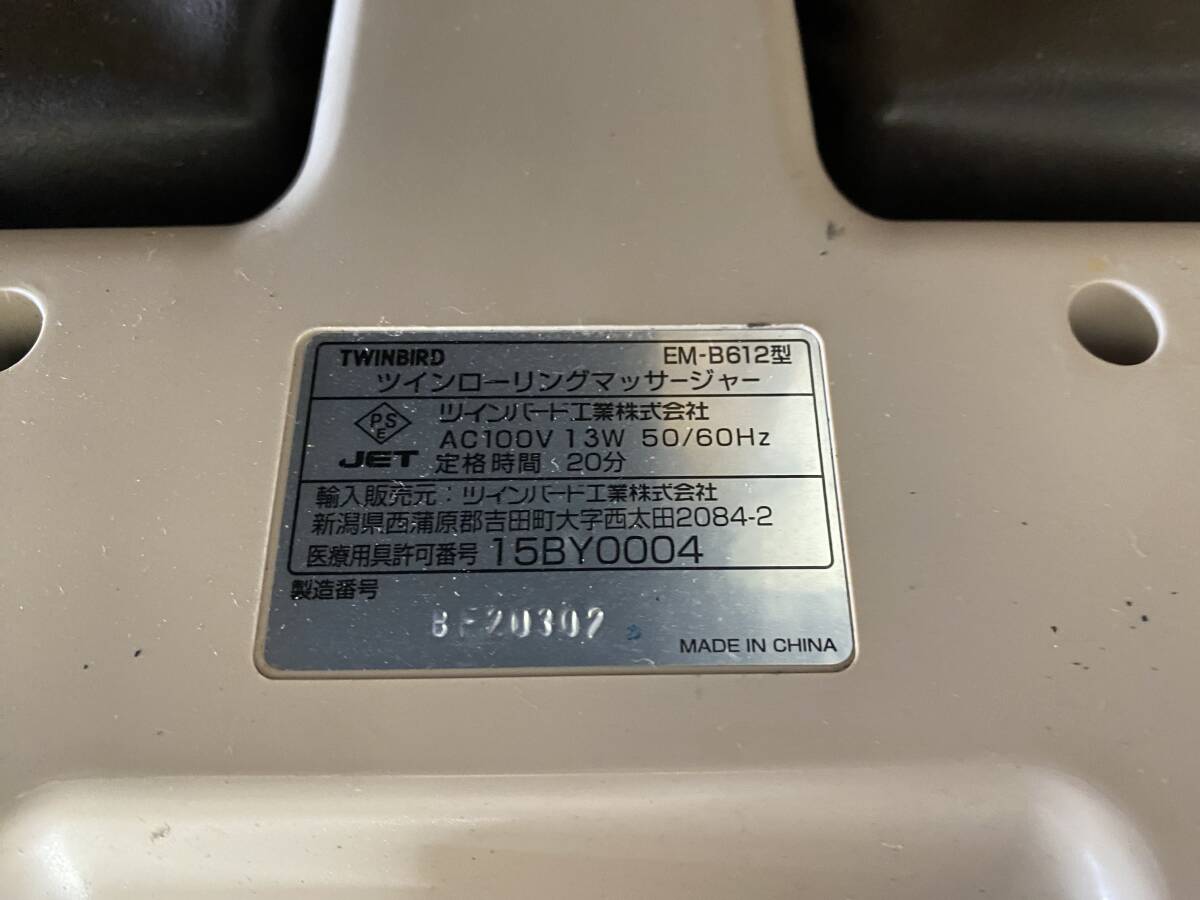 TWINBIRD EM-B612型
ツインローリングマッサージャー
PSE ツインバード工業株式会社
AC100V 13W 50/60Hz
JET 定格時間 20分
輸入販売元：ツインバード工業株式会社
新潟県西蒲原郡吉田町大字西太田2084-2
医療用具許可番号 15BY0004
製造番号
BF20302
MADE IN CHINA